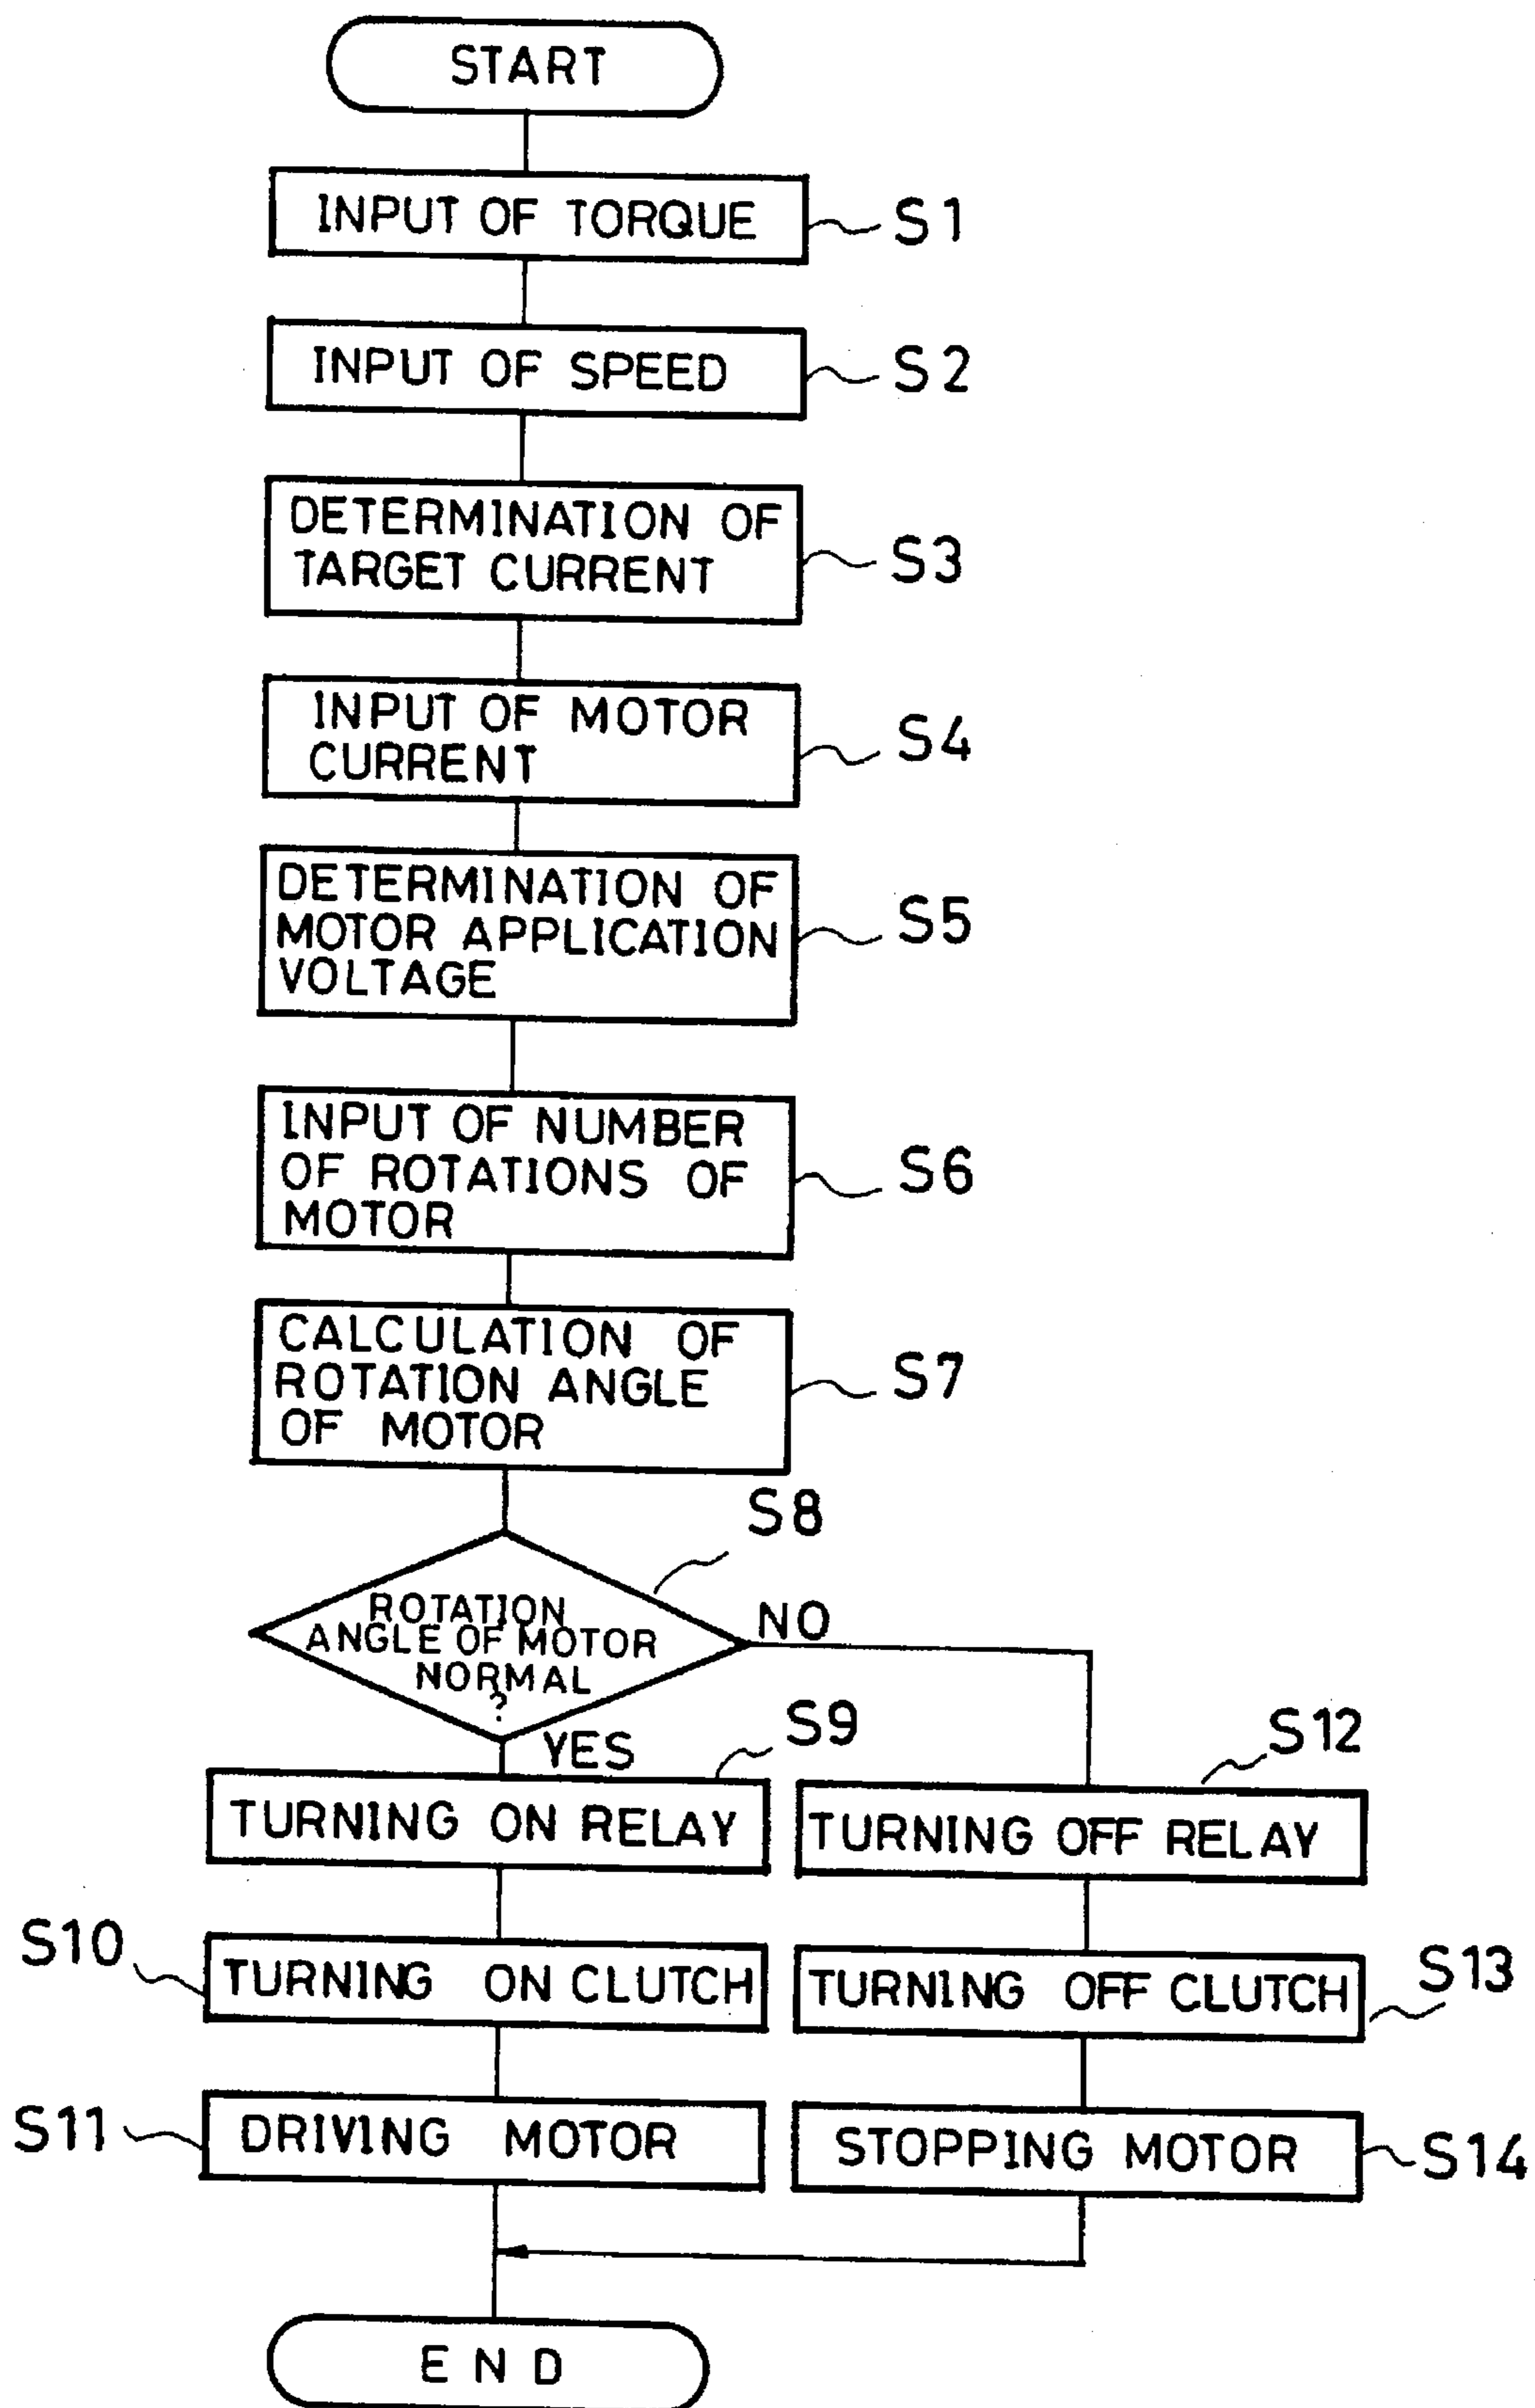 START
INPUT OF TORQUE
S1
INPUT OF SPEED
S2
DETERMINATION OF
TARGET CURRENT
S3
INPUT OF MOTOR
CURRENT
S4
DETERMINATION OF
MOTOR APPLICATION
VOLTAGE
S5
INPUT OF NUMBER
OF ROTATIONS OF
MOTOR
S6
CALCULATION OF
ROTATION ANGLE
OF MOTOR
S7
S8
ROTATION
ANGLE OF MOTOR
NORMAL
?
NO
YES
S9
TURNING ON RELAY
S12
TURNING OFF RELAY
S10
TURNING ON CLUTCH
TURNING OFF CLUTCH
S13
S11
DRIVING MOTOR
STOPPING MOTOR
S14
END